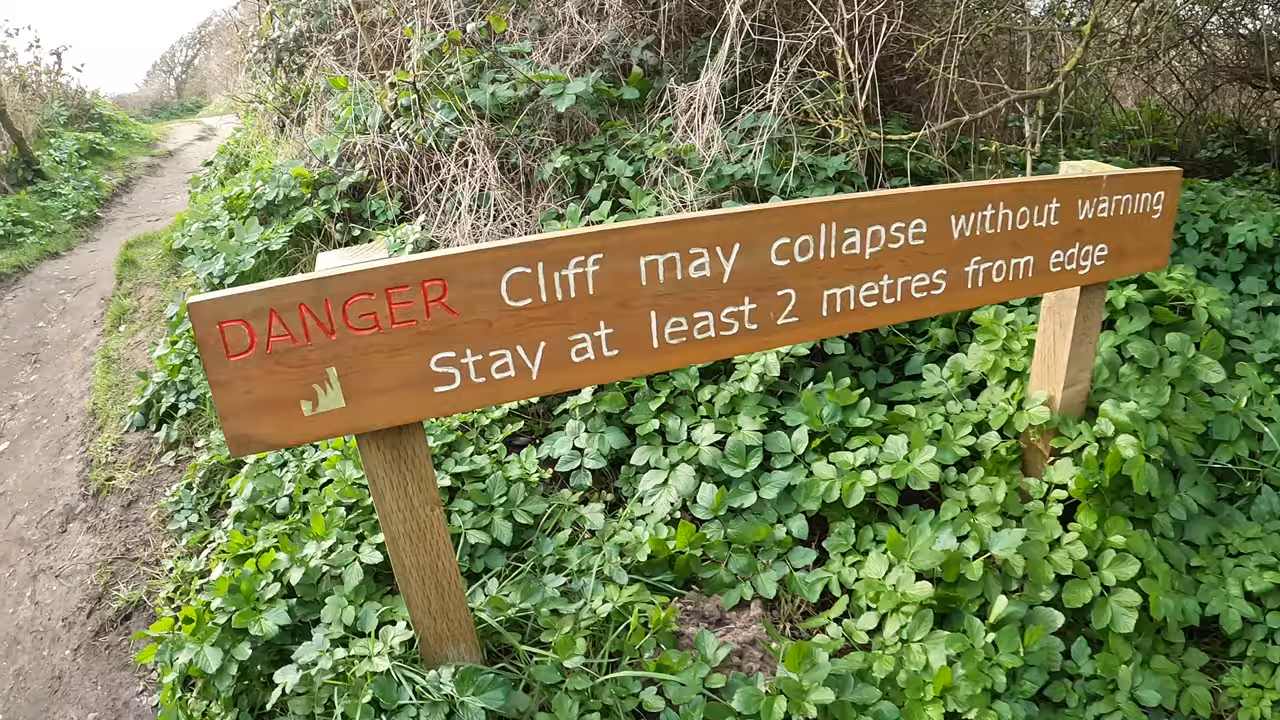 DANGER Cliff may collapse without warning
Stay at least 2 metres from edge